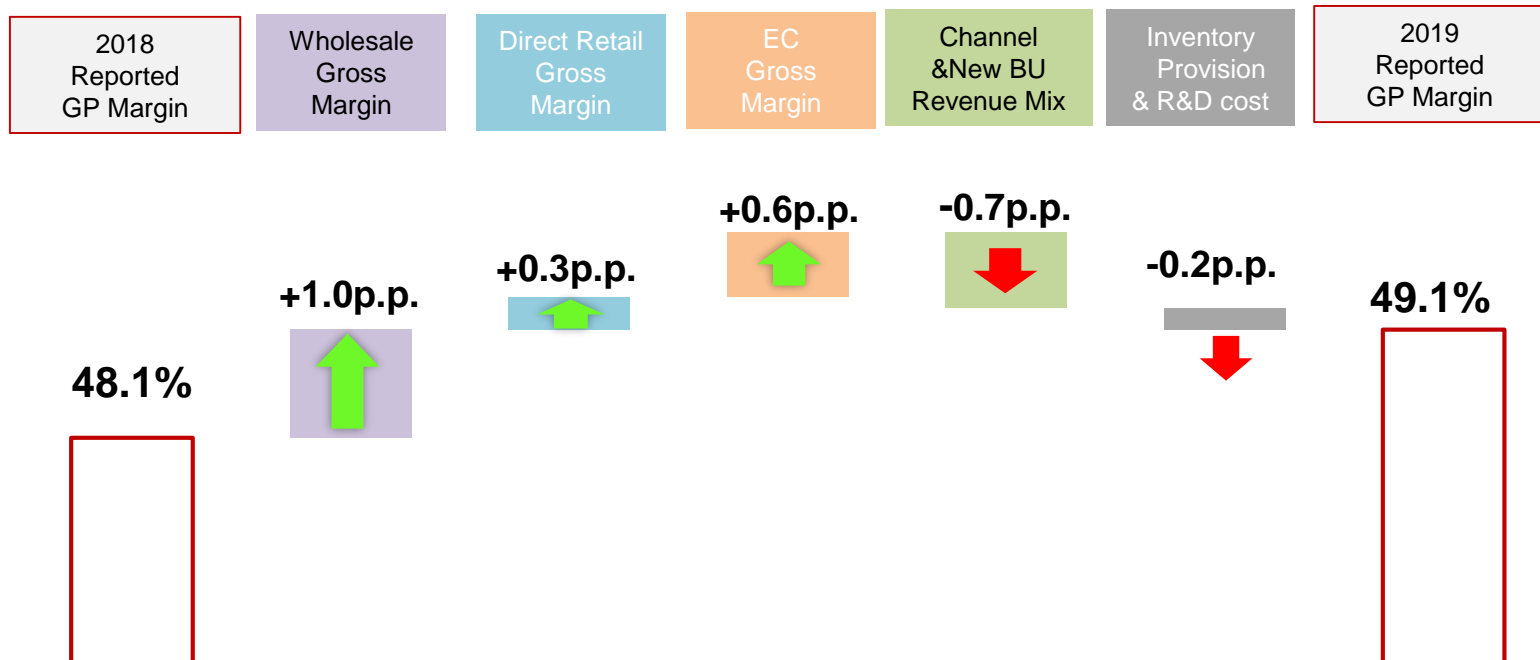 2018
Reported
GP Margin
Wholesale
Gross
Margin
Direct Retail
Gross
Margin
EC
Gross
Margin
Channel
&New BU
Revenue Mix
Inventory
Provision
& R&D cost
2019
Reported
GP Margin
48.1%
+1.0p.p.
+0.3p.p.
+0.6p.p.
-0.7p.p.
-0.2p.p.
49.1%